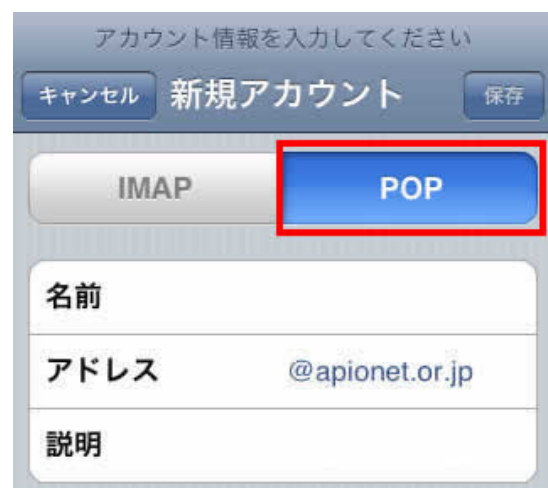 アカウント情報を入力してください
キャンセル 新規アカウント 保存
IMAP POP
名前
アドレス @apionet.or.jp
説明